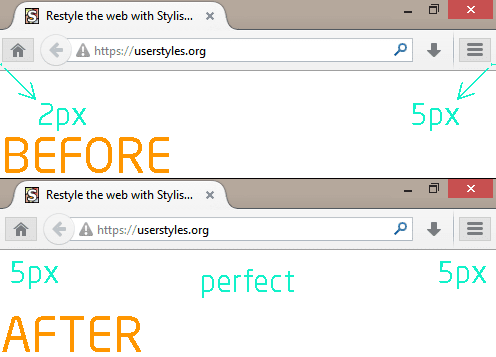 Restyle the web with Stylis...
https://userstyles.org
2px
5px
BEFORE
Restyle the web with Stylis...
https://userstyles.org
5px
perfect
5px
AFTER